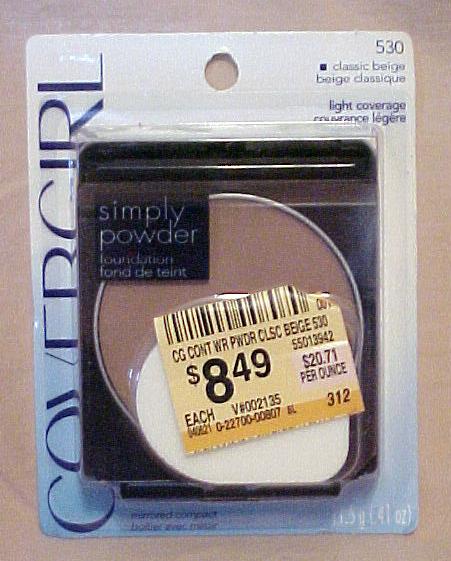 530
classic beige
beige classique
light coverage
couvrance légère
COVERGIRL
simply
powder
foundation
fond de teint
CG CONT WR PWDR CLSC BEIGE 530
55013942
$8.49
$20.71
PER OUNCE
EACH V#002135
312
040621 0-22700-00807 BL
mirrored compact
boîtier avec miroir
(.41 oz)